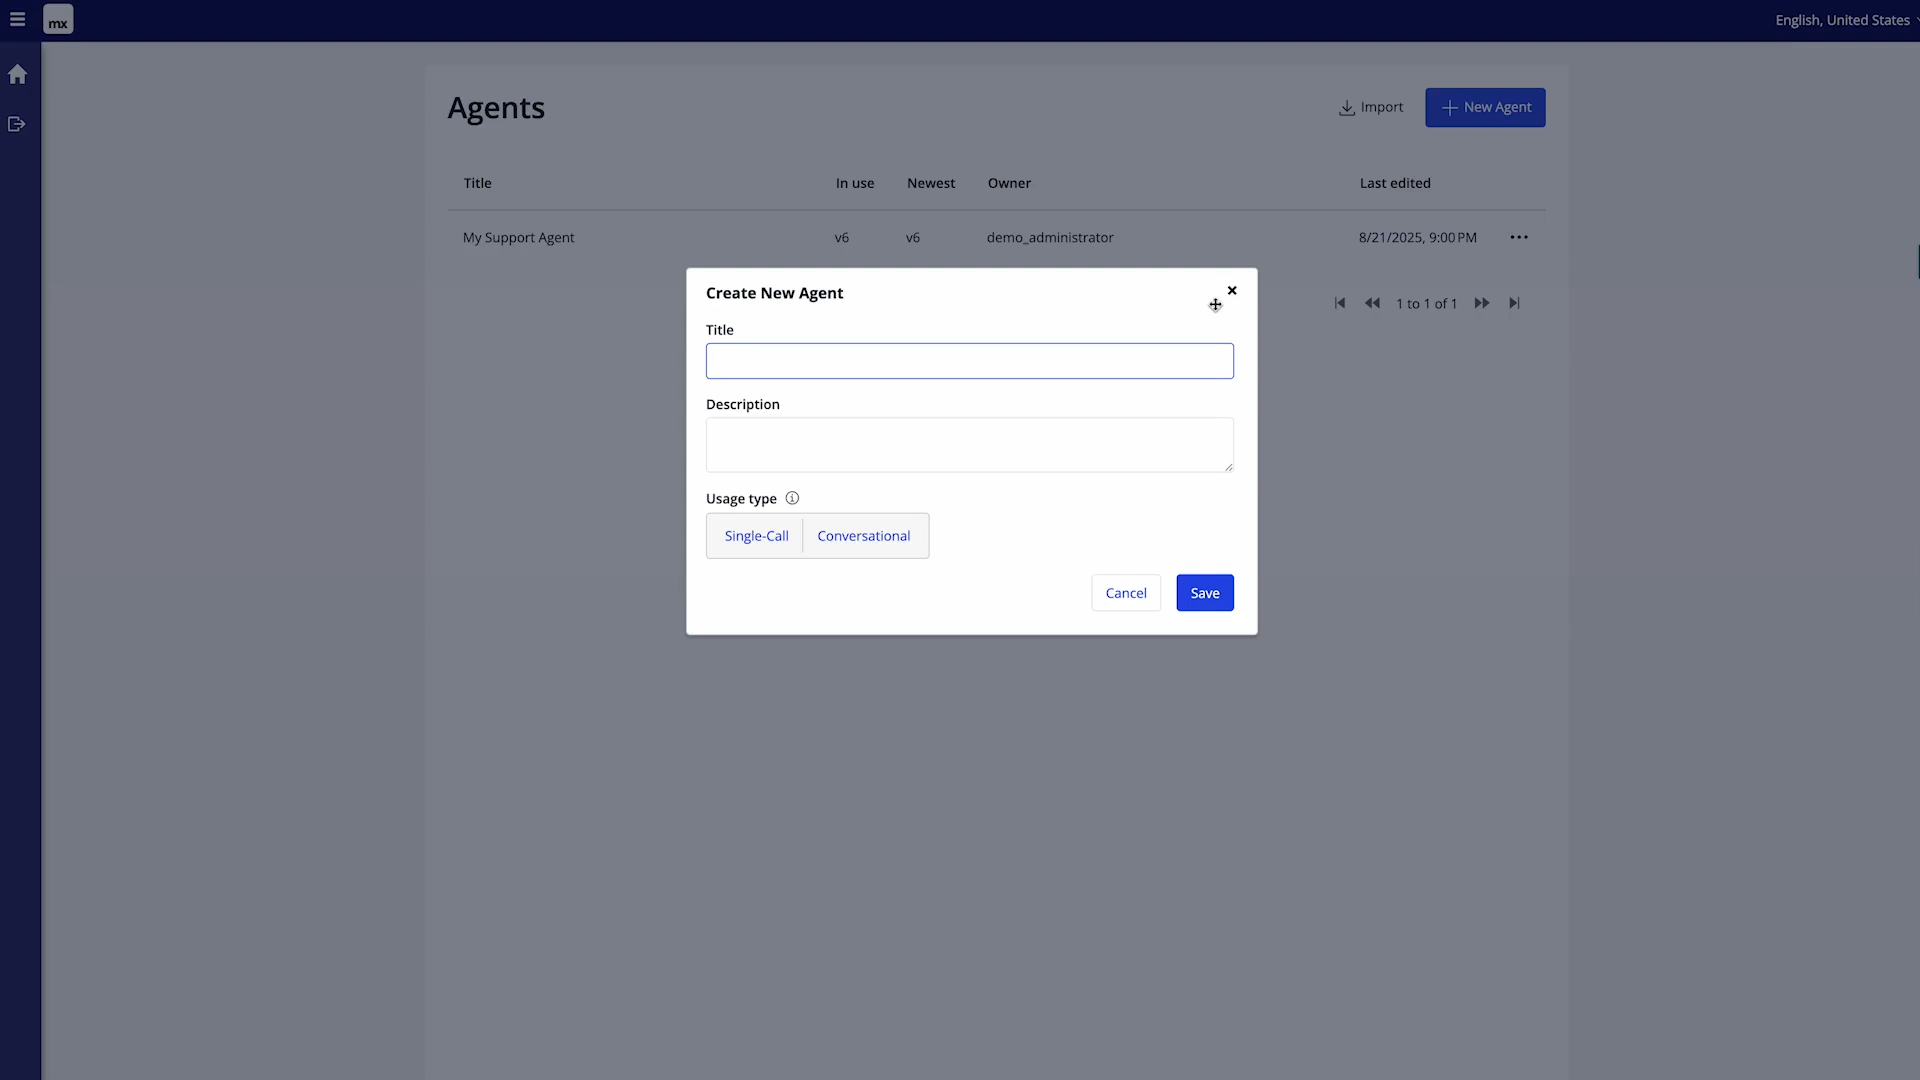 mx
English, United States
Agents
Import
New Agent
Title In use Newest Owner Last edited
My Support Agent v6 v6 demo_administrator 8/21/2025, 9:00 PM
1 to 1 of 1
Create New Agent
Title
Description
Usage type
Single-Call Conversational
Cancel Save